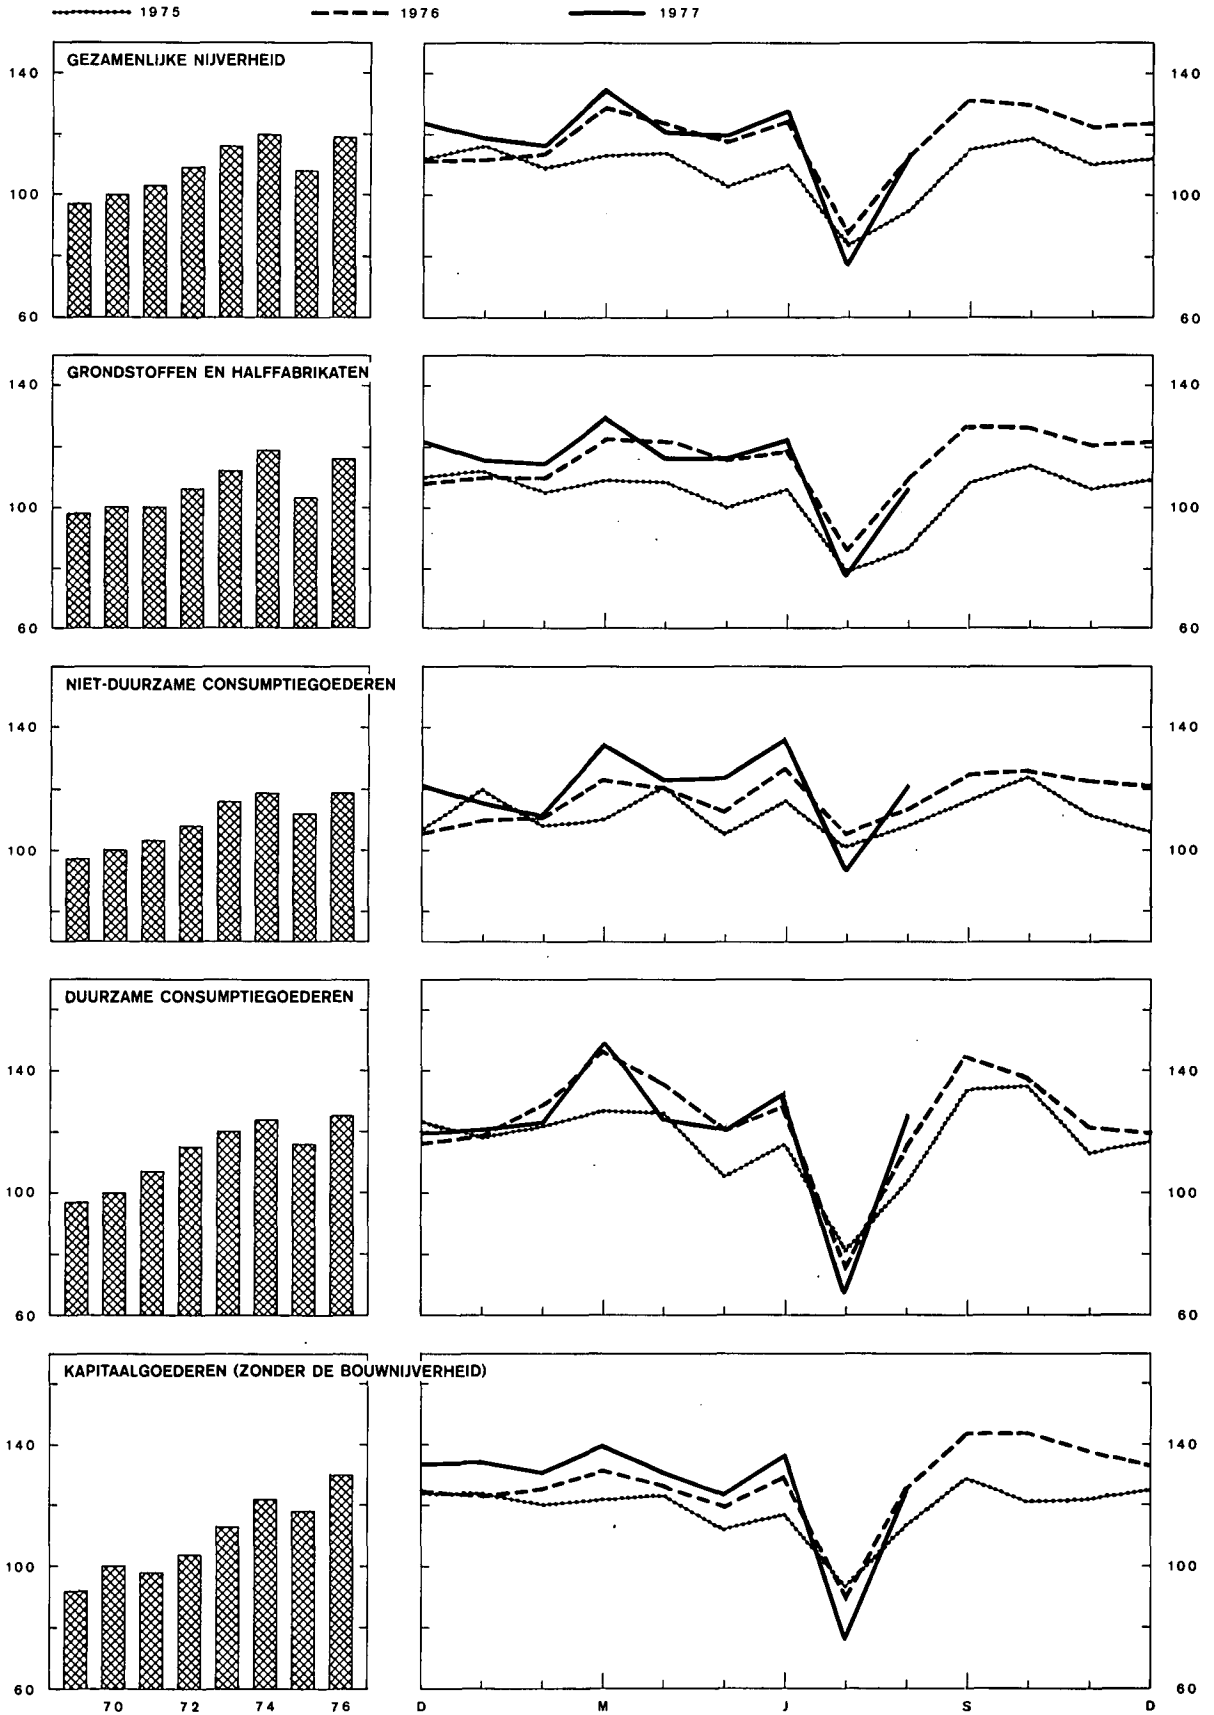 1975 1976 1977
GEZAMENLIJKE NIJVERHEID
140 140
100 100
60 60
GRONDSTOFFEN EN HALFFABRIKATEN
140 140
100 100
60 60
NIET-DUURZAME CONSUMPTIEGOEDEREN
140 140
100 100
DUURZAME CONSUMPTIEGOEDEREN
140 140
100 100
60 60
KAPITAALGOEDEREN (ZONDER DE BOUWNIJVERHEID)
140 140
100 100
60 60
70 72 74 76 D M J S D